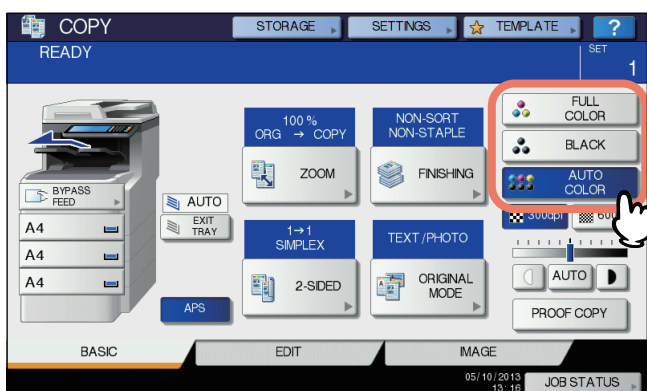 COPY
STORAGE
SETTINGS
TEMPLATE
?
READY
SET
1
100 %
ORG → COPY
NON-SORT
NON-STAPLE
FULL
COLOR
BLACK
AUTO
COLOR
ZOOM
FINISHING
BYPASS
FEED
AUTO
EXIT
TRAY
300dpi
A4
A4
A4
1→1
SIMPLEX
TEXT/PHOTO
2-SIDED
ORIGINAL
MODE
AUTO
APS
PROOF COPY
BASIC
EDIT
IMAGE
05/10/2013
13:16
JOB STATUS